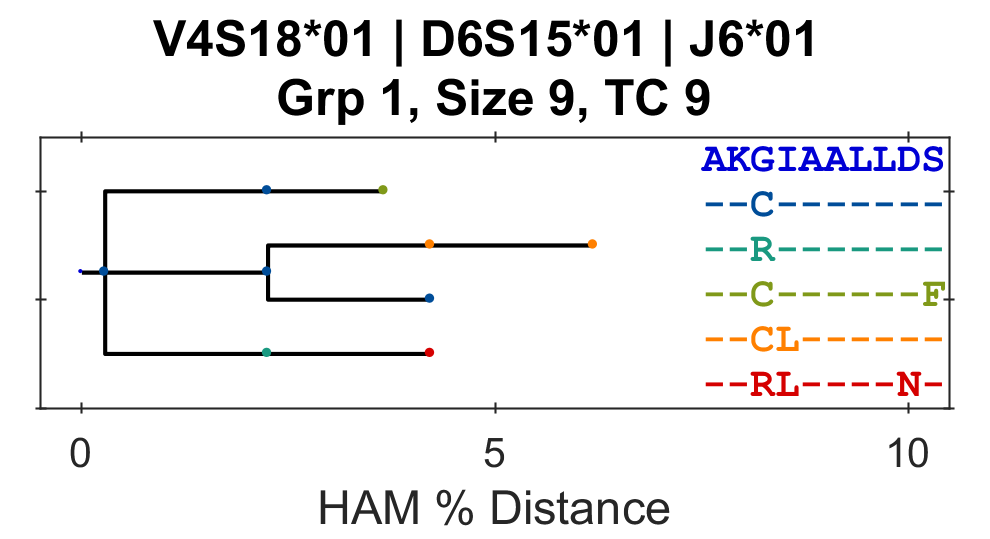 V4S18*01 | D6S15*01 | J6*01
Grp 1, Size 9, TC 9
AKGIAALLDS
--C-------
--R-------
--C------F
--CL------
--RL----N-
0 5 10
HAM % Distance